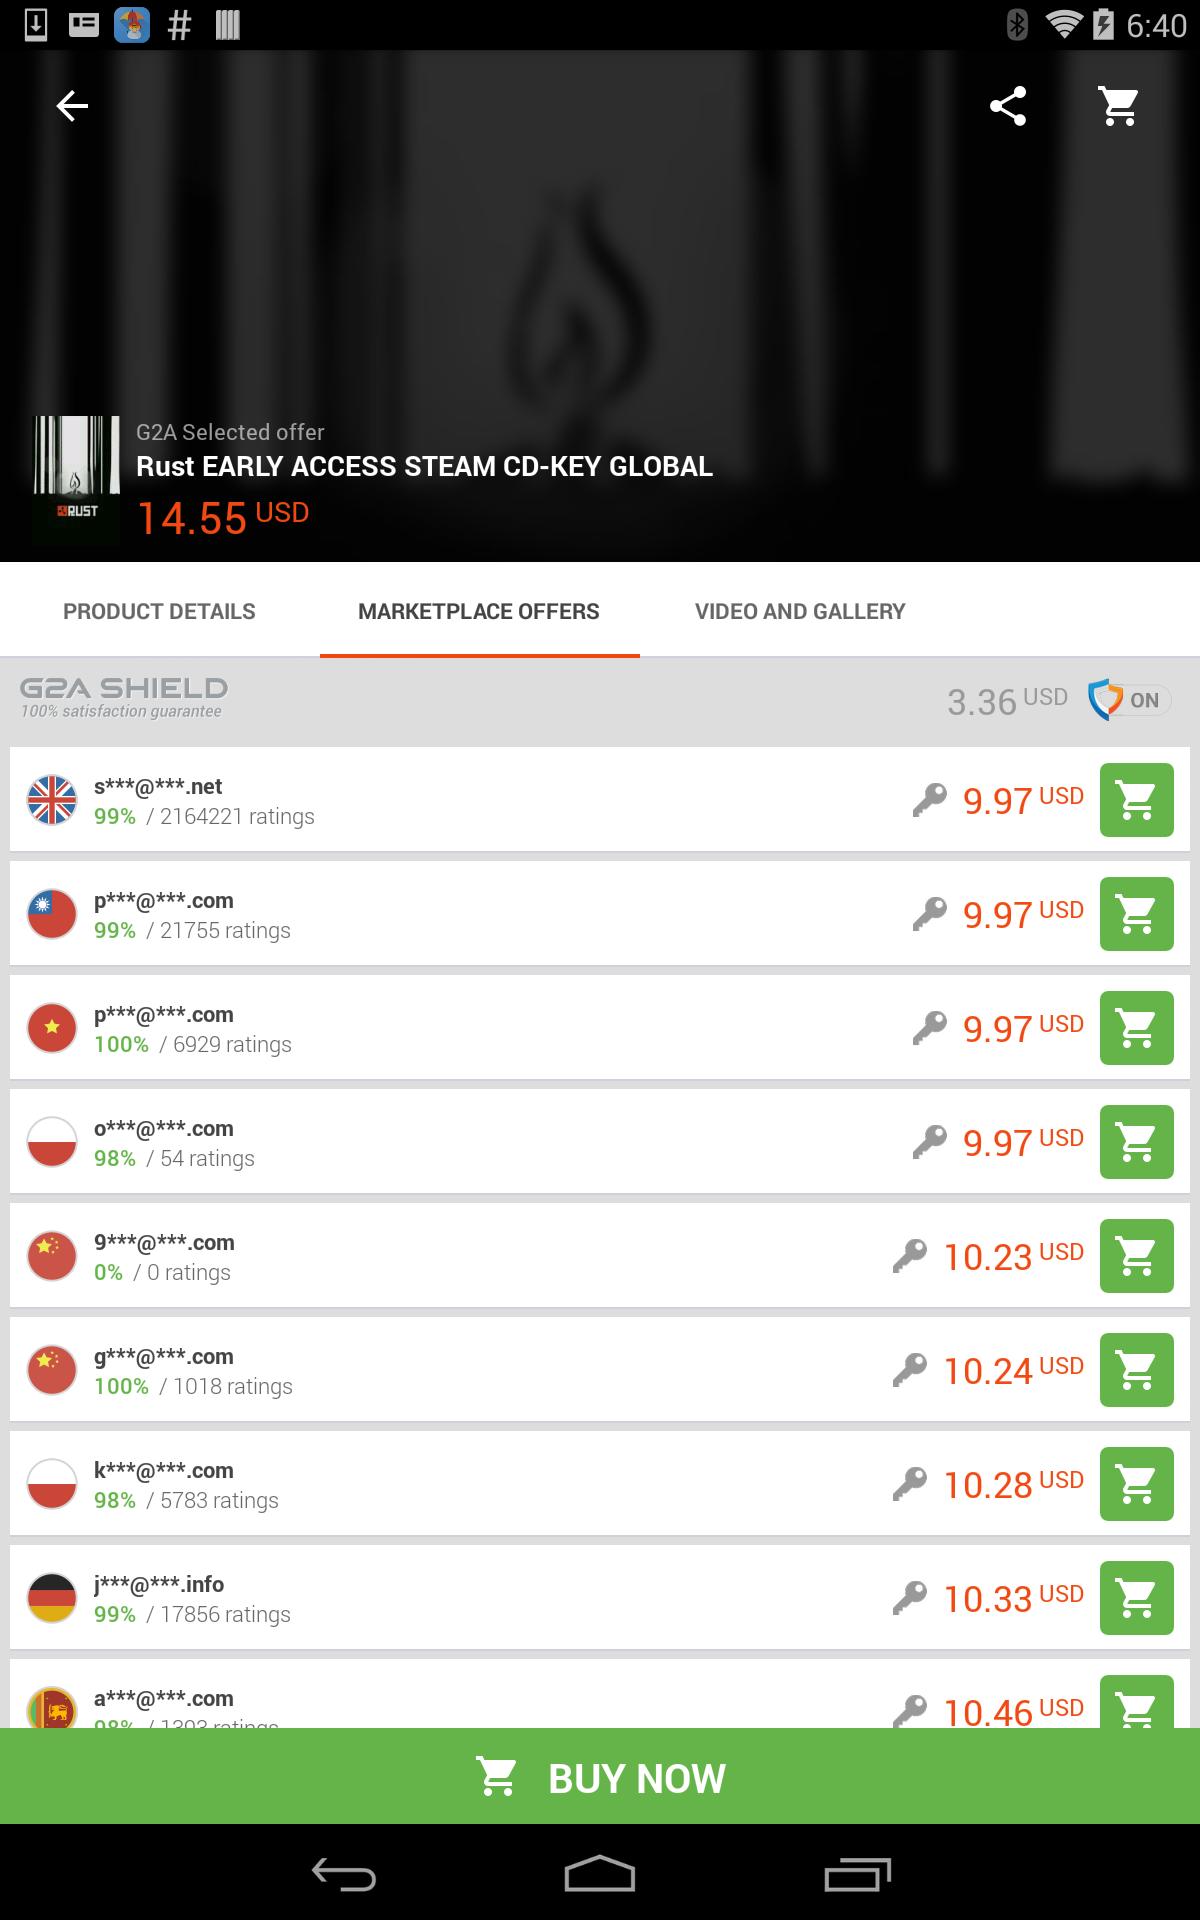 6:40
G2A Selected offer
Rust EARLY ACCESS STEAM CD-KEY GLOBAL
RUST
14.55 USD
PRODUCT DETAILS
MARKETPLACE OFFERS
VIDEO AND GALLERY
G2A SHIELD
100% satisfaction guarantee
3.36 USD
ON
s***@***.net
99% / 2164221 ratings
9.97 USD
p***@***.com
99% / 21755 ratings
9.97 USD
p***@***.com
100% / 6929 ratings
9.97 USD
o***@***.com
98% / 54 ratings
9.97 USD
9***@***.com
0% / 0 ratings
10.23 USD
g***@***.com
100% / 1018 ratings
10.24 USD
k***@***.com
98% / 5783 ratings
10.28 USD
j***@***.info
99% / 17856 ratings
10.33 USD
a***@***.com
98% / 1393 ratings
10.46 USD
BUY NOW